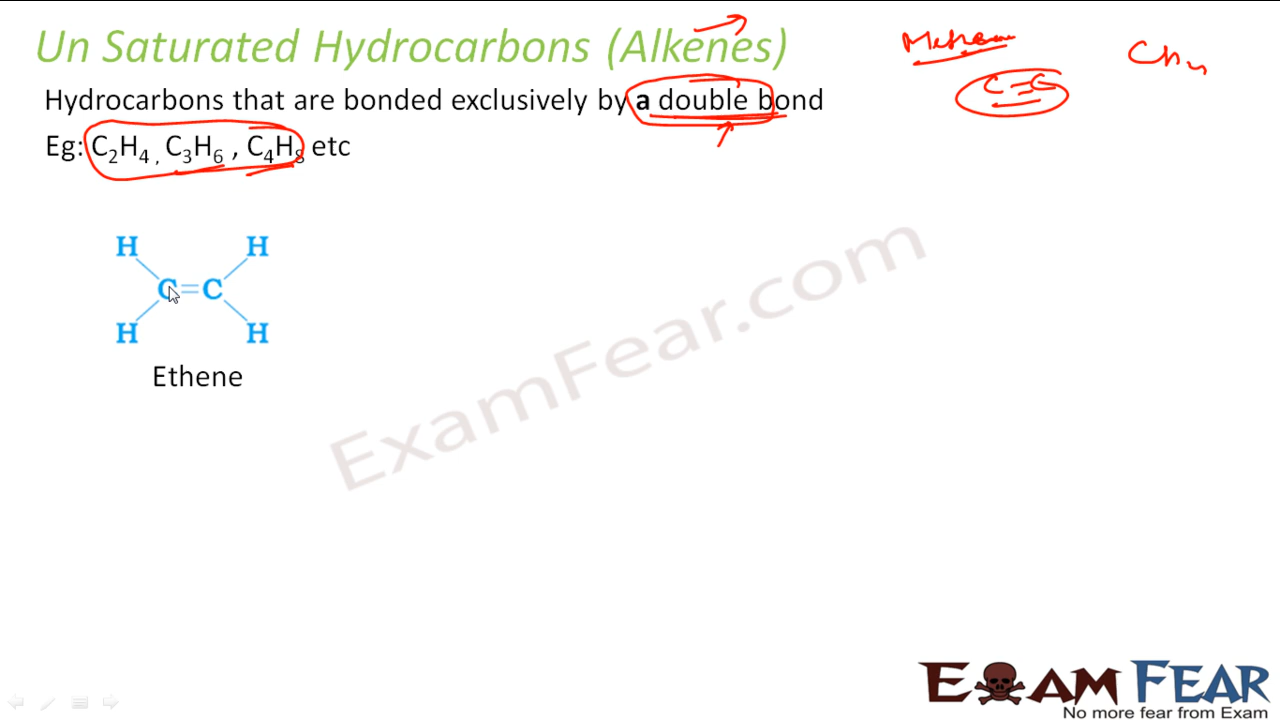 Un Saturated Hydrocarbons (Alkenes)
Hydrocarbons that are bonded exclusively by a double bond
Eg: C₂H₄ , C₃H₆ , C₄H₈ etc
CH₄
C=C
H H
C=C
H H
Ethene
ExamFear.com
EXAM FEAR
No more fear from Exam